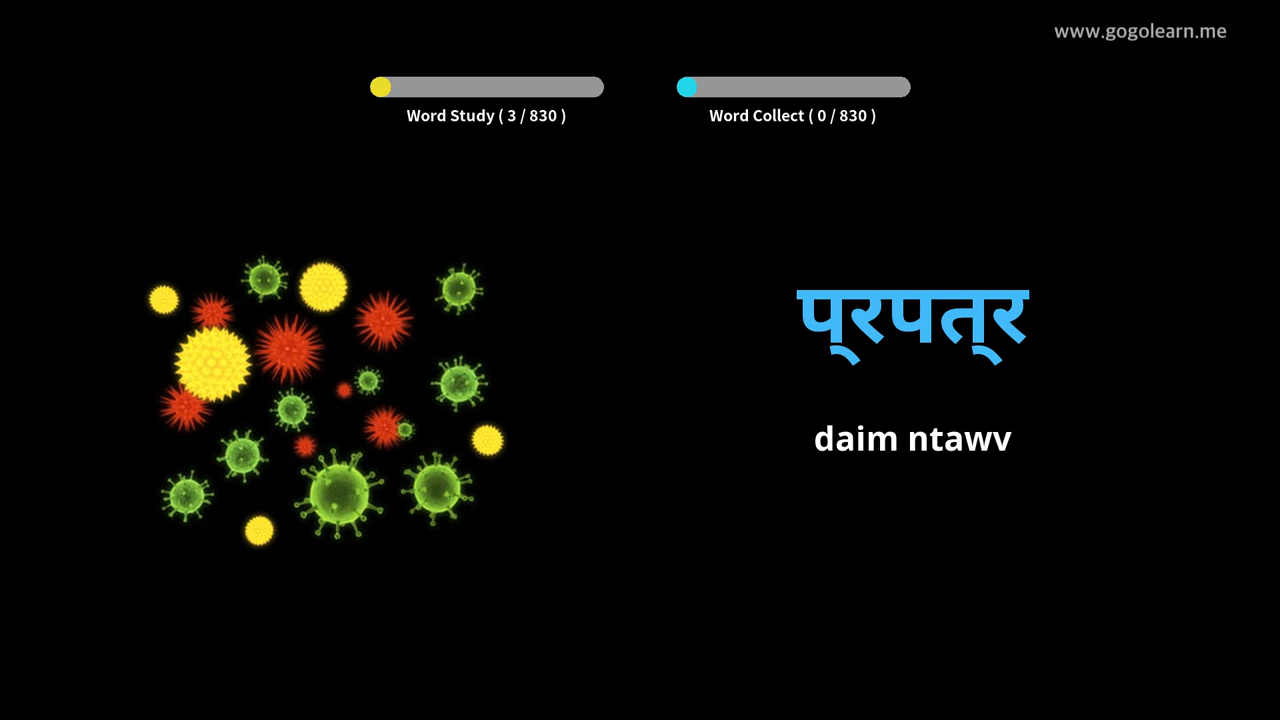 www.gogolearn.me
Word Study ( 3 / 830 )
Word Collect ( 0 / 830 )
प्‌रपत्‌र
daim ntawv